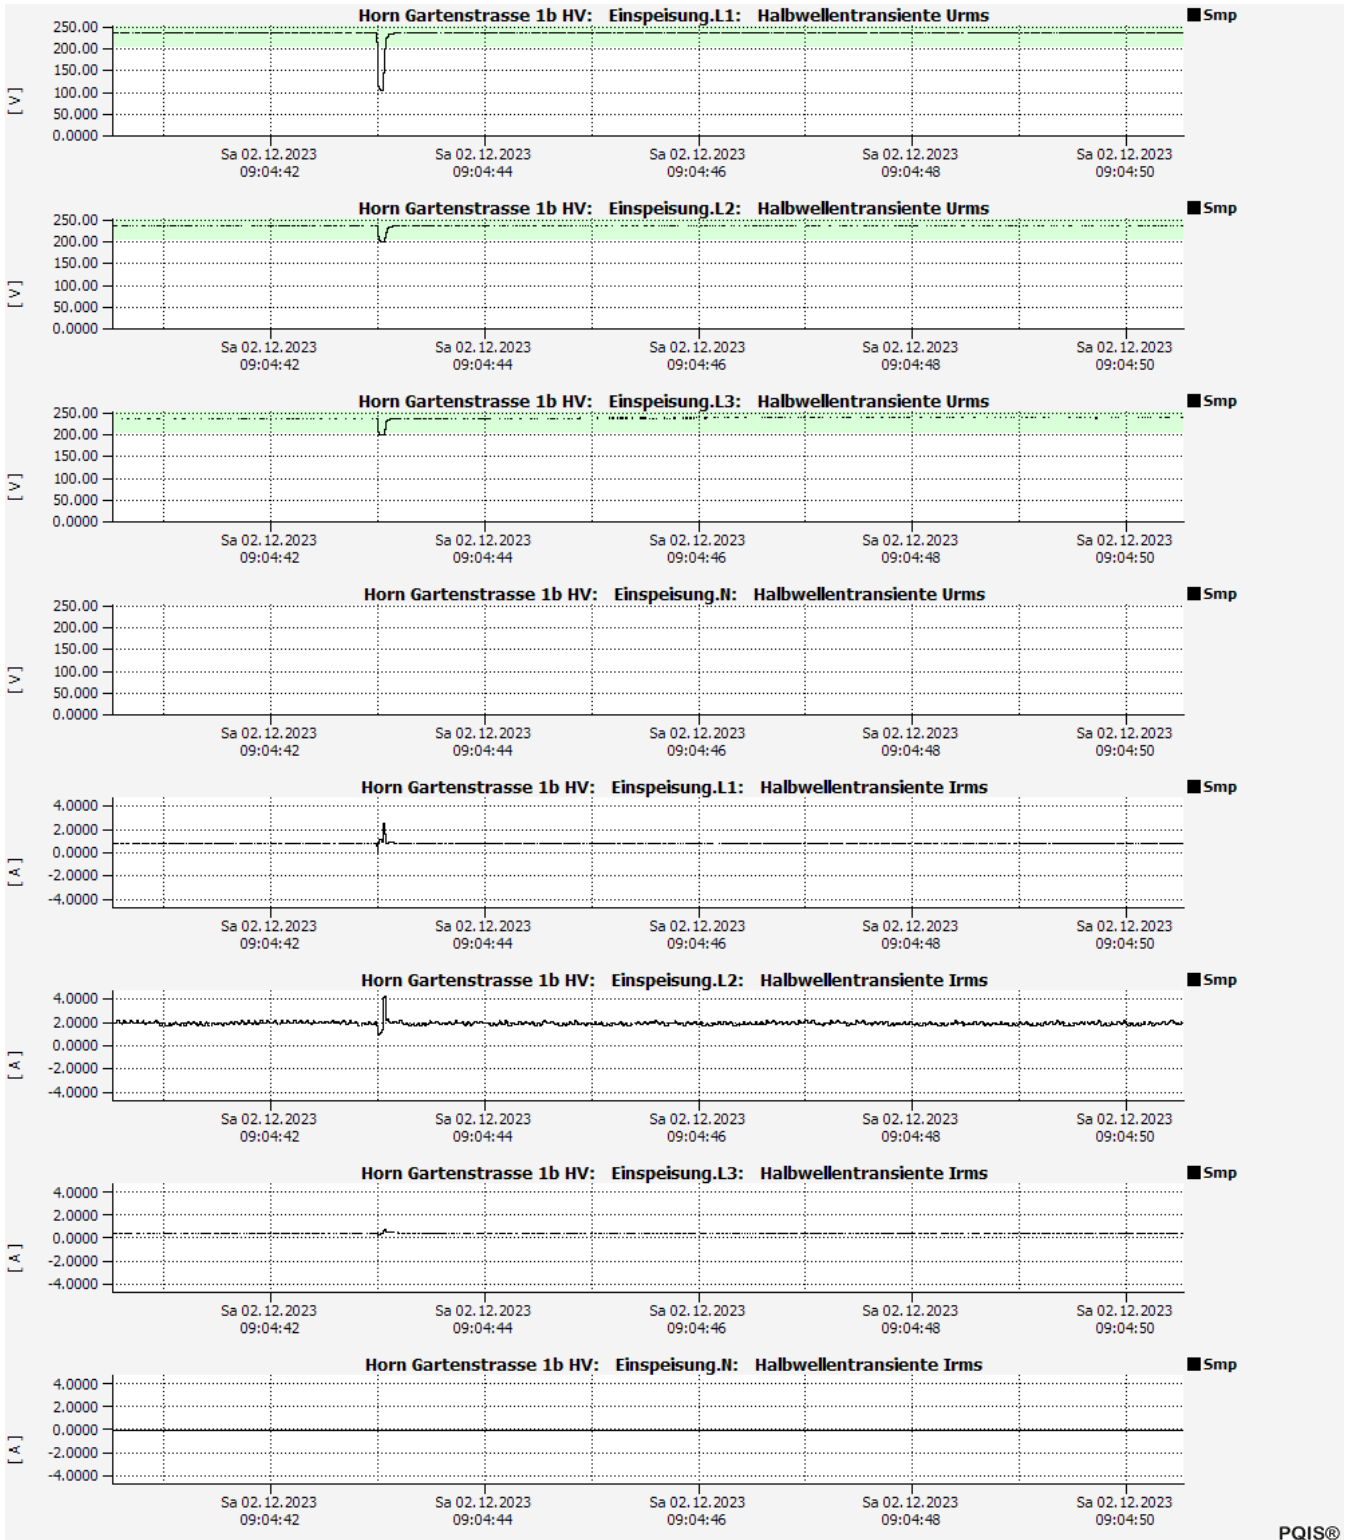 Horn Gartenstrasse 1b HV: Einspeisung.L1: Halbwellentransiente Urms
Smp
250.00
200.00
150.00
100.00
50.000
0.0000
[ V ]
Sa 02.12.2023 Sa 02.12.2023 Sa 02.12.2023 Sa 02.12.2023 Sa 02.12.2023
09:04:42 09:04:44 09:04:46 09:04:48 09:04:50
Horn Gartenstrasse 1b HV: Einspeisung.L2: Halbwellentransiente Urms
Smp
250.00
200.00
150.00
100.00
50.000
0.0000
[ V ]
Sa 02.12.2023 Sa 02.12.2023 Sa 02.12.2023 Sa 02.12.2023 Sa 02.12.2023
09:04:42 09:04:44 09:04:46 09:04:48 09:04:50
Horn Gartenstrasse 1b HV: Einspeisung.L3: Halbwellentransiente Urms
Smp
250.00
200.00
150.00
100.00
50.000
0.0000
[ V ]
Sa 02.12.2023 Sa 02.12.2023 Sa 02.12.2023 Sa 02.12.2023 Sa 02.12.2023
09:04:42 09:04:44 09:04:46 09:04:48 09:04:50
Horn Gartenstrasse 1b HV: Einspeisung.N: Halbwellentransiente Urms
Smp
250.00
200.00
150.00
100.00
50.000
0.0000
[ V ]
Sa 02.12.2023 Sa 02.12.2023 Sa 02.12.2023 Sa 02.12.2023 Sa 02.12.2023
09:04:42 09:04:44 09:04:46 09:04:48 09:04:50
Horn Gartenstrasse 1b HV: Einspeisung.L1: Halbwellentransiente Irms
Smp
4.0000
2.0000
0.0000
-2.0000
-4.0000
[ A ]
Sa 02.12.2023 Sa 02.12.2023 Sa 02.12.2023 Sa 02.12.2023 Sa 02.12.2023
09:04:42 09:04:44 09:04:46 09:04:48 09:04:50
Horn Gartenstrasse 1b HV: Einspeisung.L2: Halbwellentransiente Irms
Smp
4.0000
2.0000
0.0000
-2.0000
-4.0000
[ A ]
Sa 02.12.2023 Sa 02.12.2023 Sa 02.12.2023 Sa 02.12.2023 Sa 02.12.2023
09:04:42 09:04:44 09:04:46 09:04:48 09:04:50
Horn Gartenstrasse 1b HV: Einspeisung.L3: Halbwellentransiente Irms
Smp
4.0000
2.0000
0.0000
-2.0000
-4.0000
[ A ]
Sa 02.12.2023 Sa 02.12.2023 Sa 02.12.2023 Sa 02.12.2023 Sa 02.12.2023
09:04:42 09:04:44 09:04:46 09:04:48 09:04:50
Horn Gartenstrasse 1b HV: Einspeisung.N: Halbwellentransiente Irms
Smp
4.0000
2.0000
0.0000
-2.0000
-4.0000
[ A ]
Sa 02.12.2023 Sa 02.12.2023 Sa 02.12.2023 Sa 02.12.2023 Sa 02.12.2023
09:04:42 09:04:44 09:04:46 09:04:48 09:04:50
PQIS®